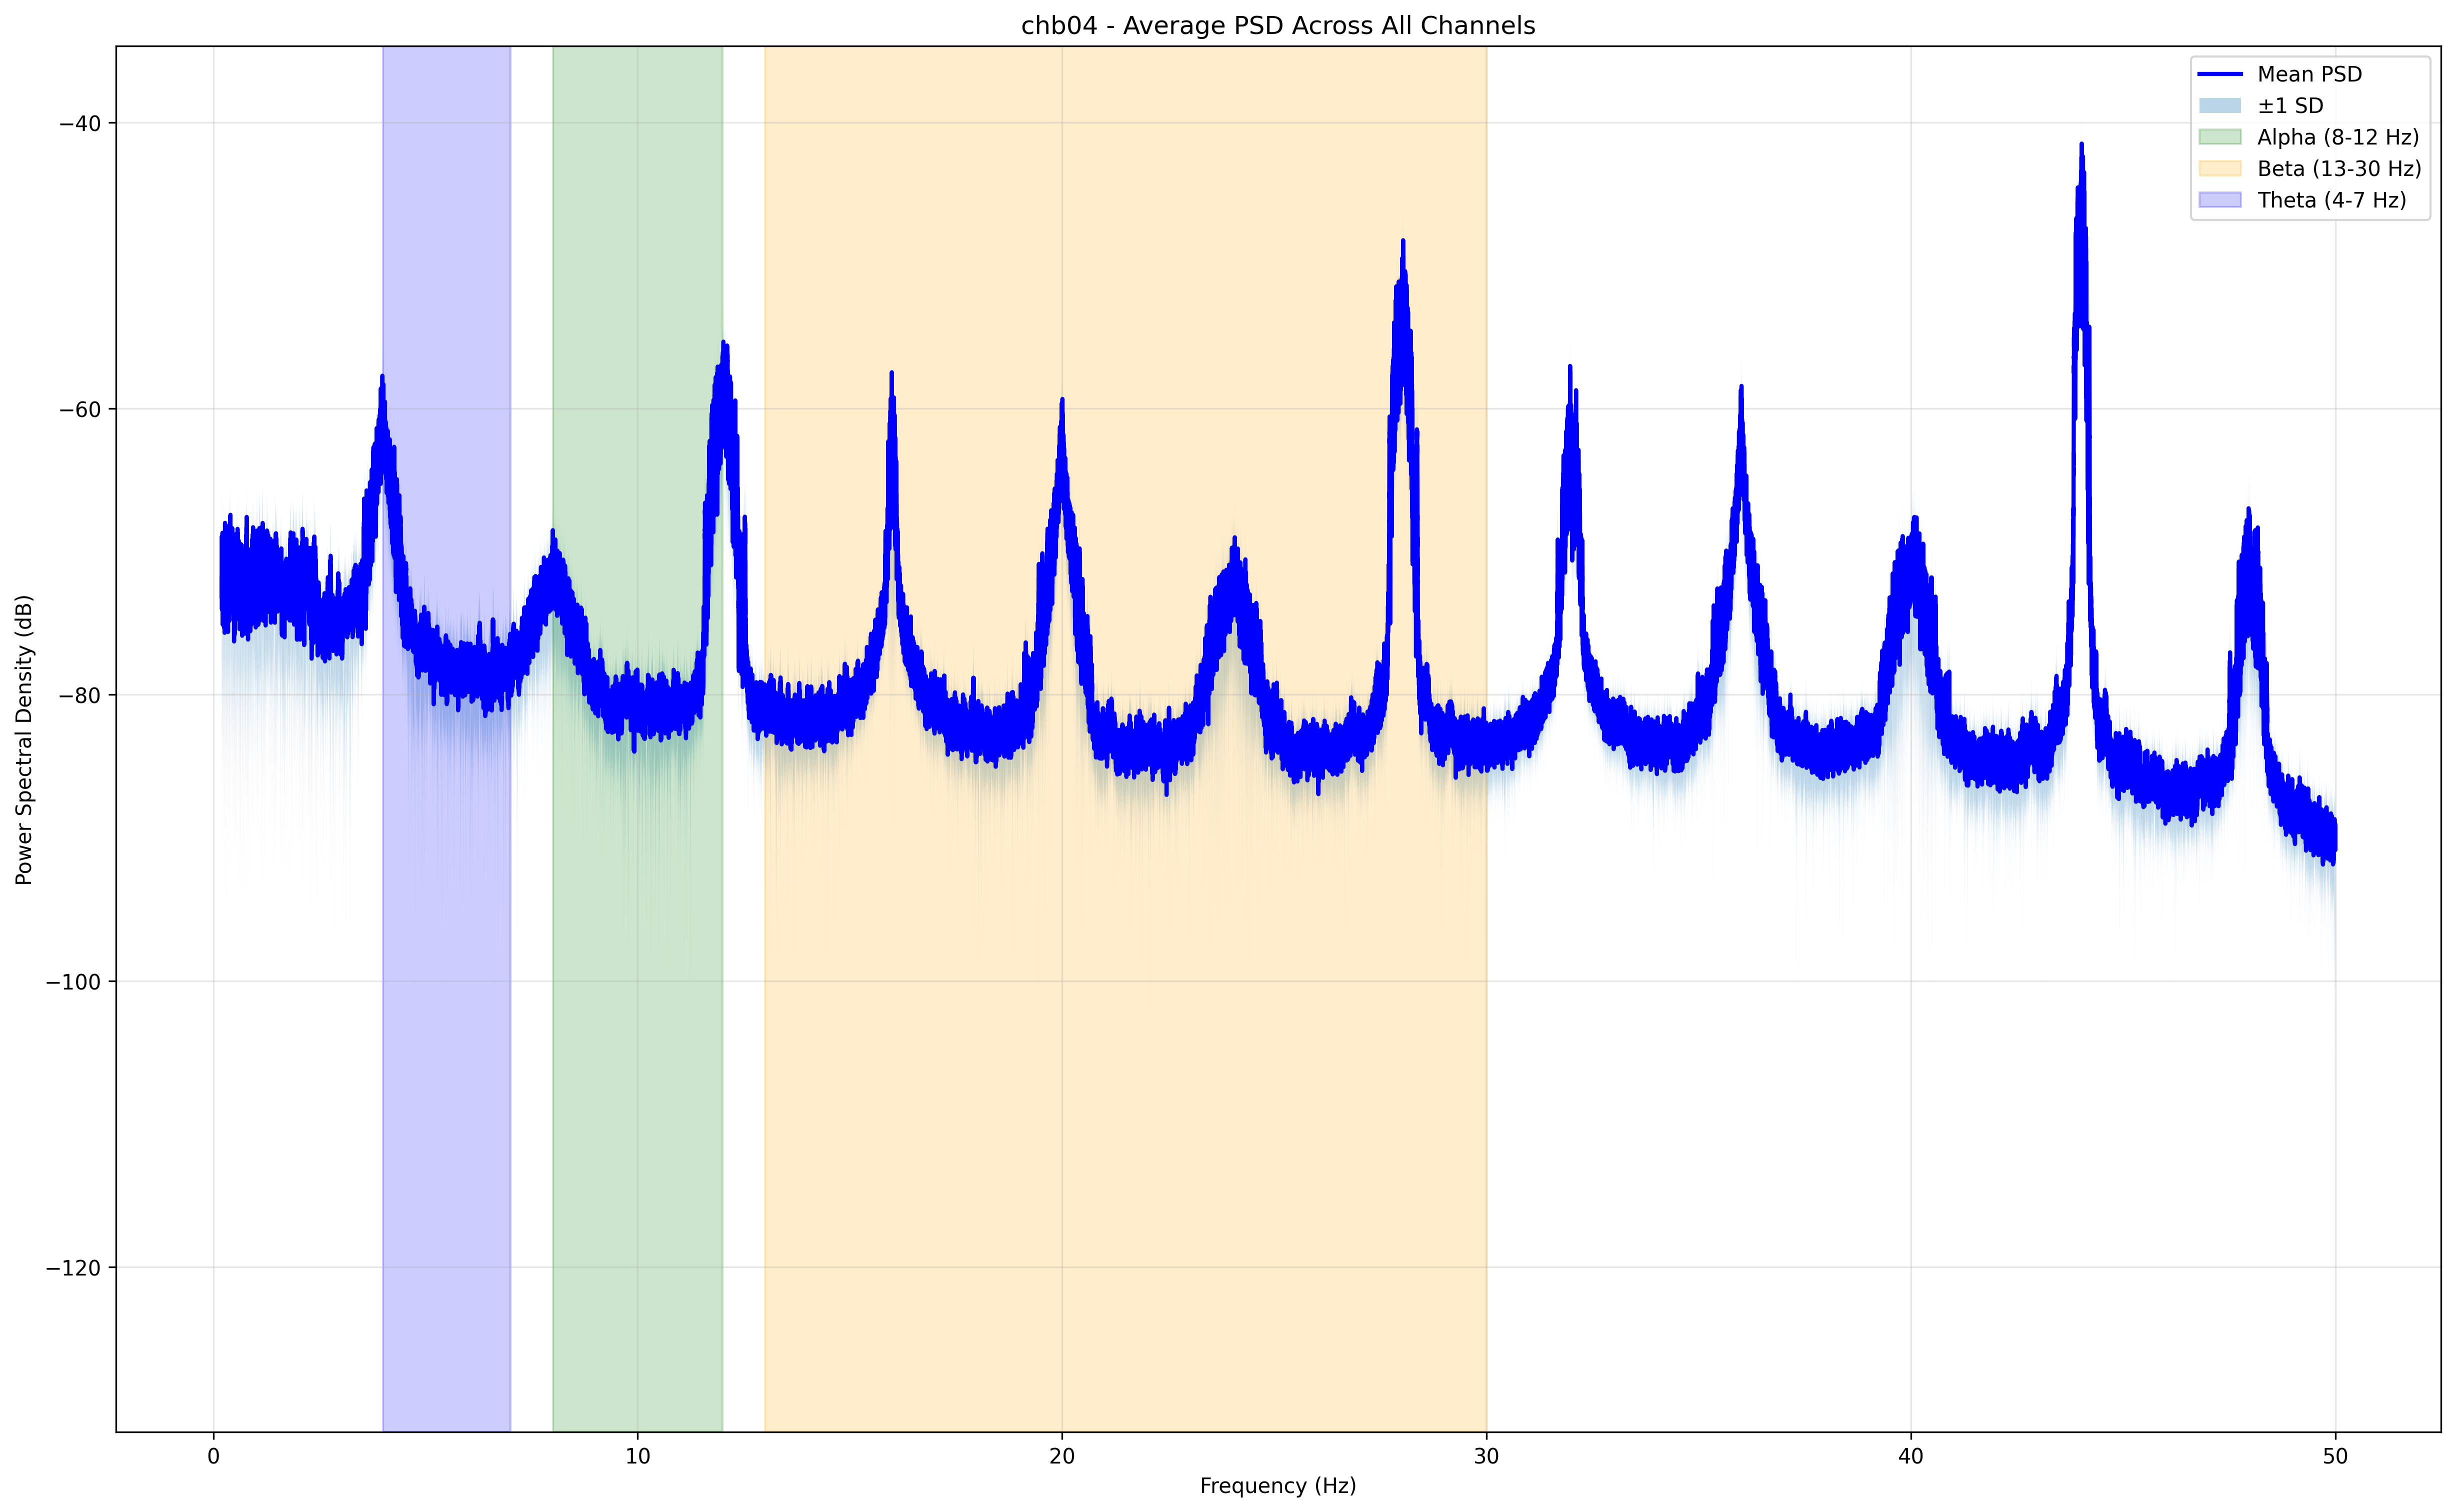 chb04 - Average PSD Across All Channels
Mean PSD
±1 SD
Alpha (8-12 Hz)
Beta (13-30 Hz)
Theta (4-7 Hz)
Power Spectral Density (dB)
−40
−60
−80
−100
−120
0 10 20 30 40 50
Frequency (Hz)